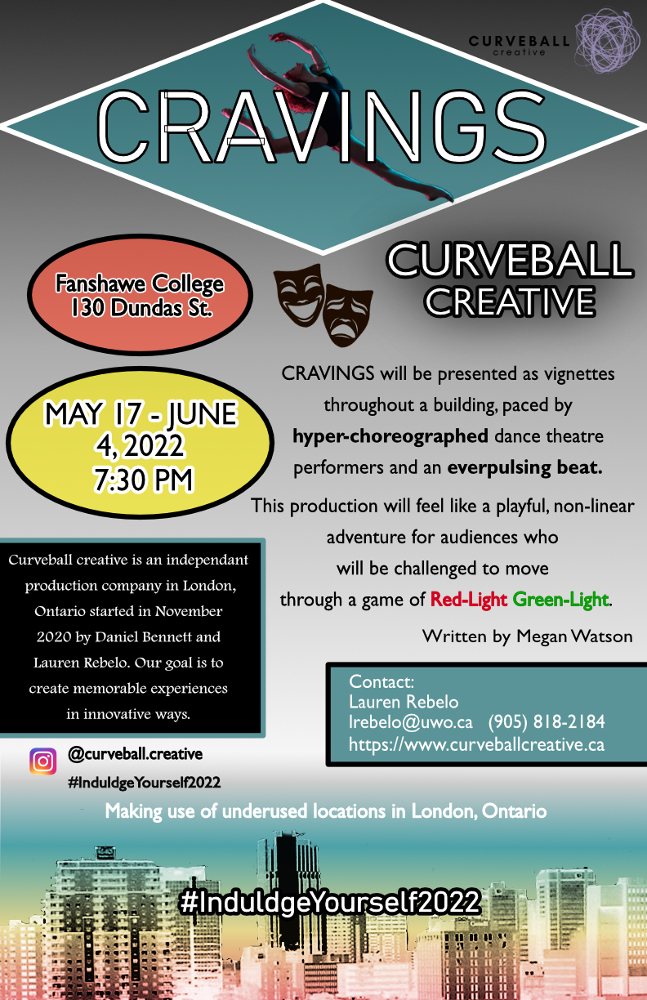 CURVEBALL
creative
CRAVINGS
Fanshawe College
130 Dundas St.
CURVEBALL
CREATIVE
MAY 17 - JUNE
4, 2022
7:30 PM
CRAVINGS will be presented as vignettes
throughout a building, paced by
hyper-choreographed dance theatre
performers and an everpulsing beat.
This production will feel like a playful, non-linear
adventure for audiences who
will be challenged to move
through a game of Red-Light Green-Light.
Written by Megan Watson
Curveball creative is an independant
production company in London,
Ontario started in November
2020 by Daniel Bennett and
Lauren Rebelo. Our goal is to
create memorable experiences
in innovative ways.
Contact:
Lauren Rebelo
lrebelo@uwo.ca (905) 818-2184
https://www.curveballcreative.ca
@curveball.creative
#InduldgeYourself2022
Making use of underused locations in London, Ontario
#InduldgeYourself2022